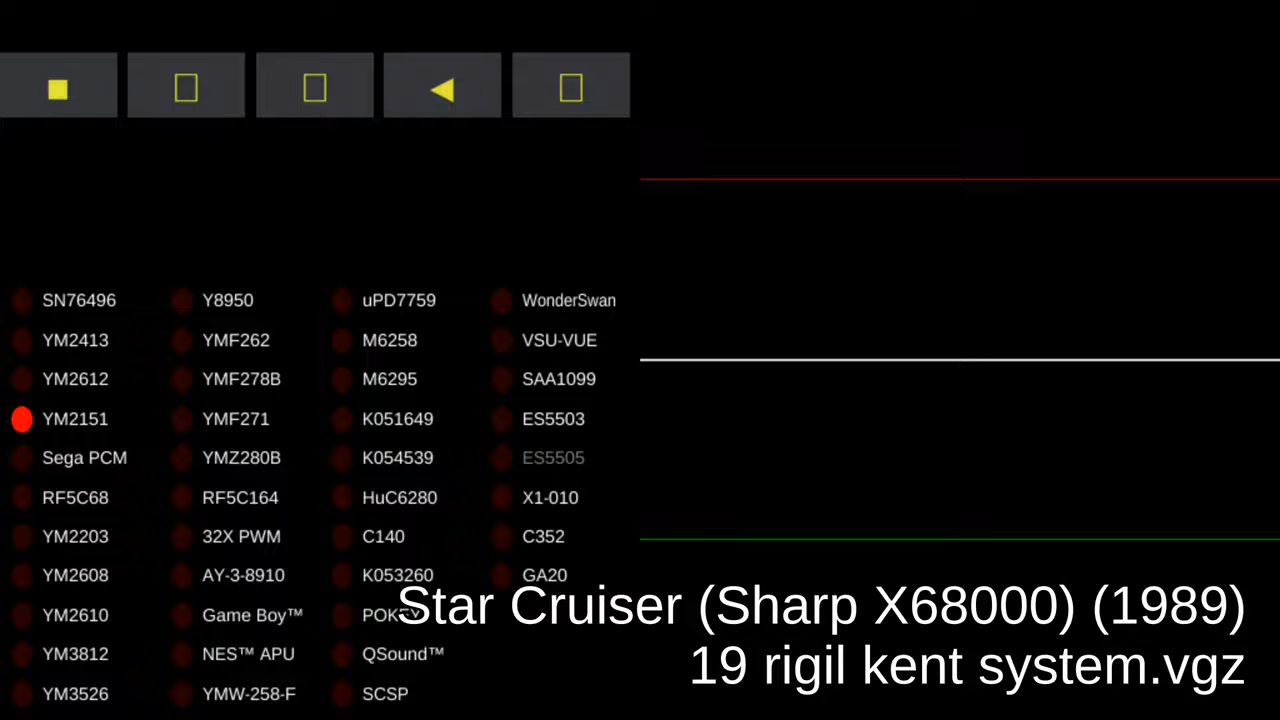 SN76496 Y8950 uPD7759 WonderSwan
YM2413 YMF262 M6258 VSU-VUE
YM2612 YMF278B M6295 SAA1099
YM2151 YMF271 K051649 ES5503
Sega PCM YMZ280B K054539 ES5505
RF5C68 RF5C164 HuC6280 X1-010
YM2203 32X PWM C140 C352
YM2608 AY-3-8910 K053260 GA20
YM2610 Game Boy™ POKEY
Star Cruiser (Sharp X68000) (1989)
YM3812 NES™ APU QSound™
19 rigil kent system.vgz
YM3526 YMW-258-F SCSP